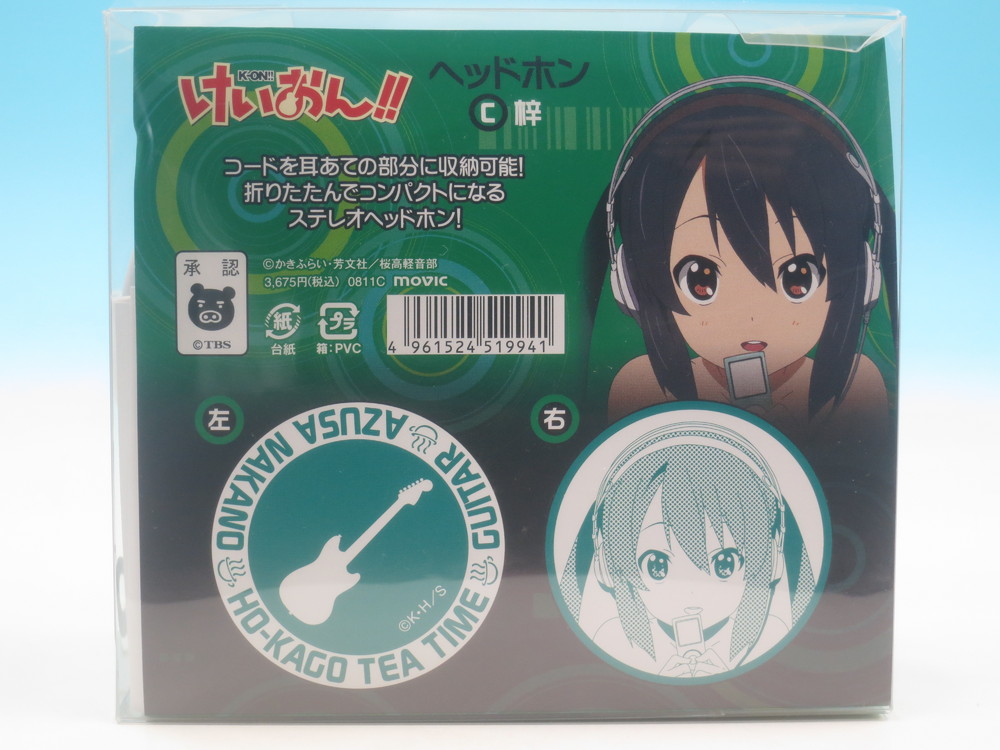 K-ON!!
けいおん!!
ヘッドホン
C 梓
コードを耳あての部分に収納可能!
折りたたんでコンパクトになる
ステレオヘッドホン!
承認
©TBS
©かきふらい・芳文社／桜高軽音部
3,675円(税込) 0811C movic
紙
台紙
プラ
箱:PVC
4 961524 519941
左
AZUSA NAKANO
GUITAR
HO-KAGO TEA TIME
©K・H/S
右